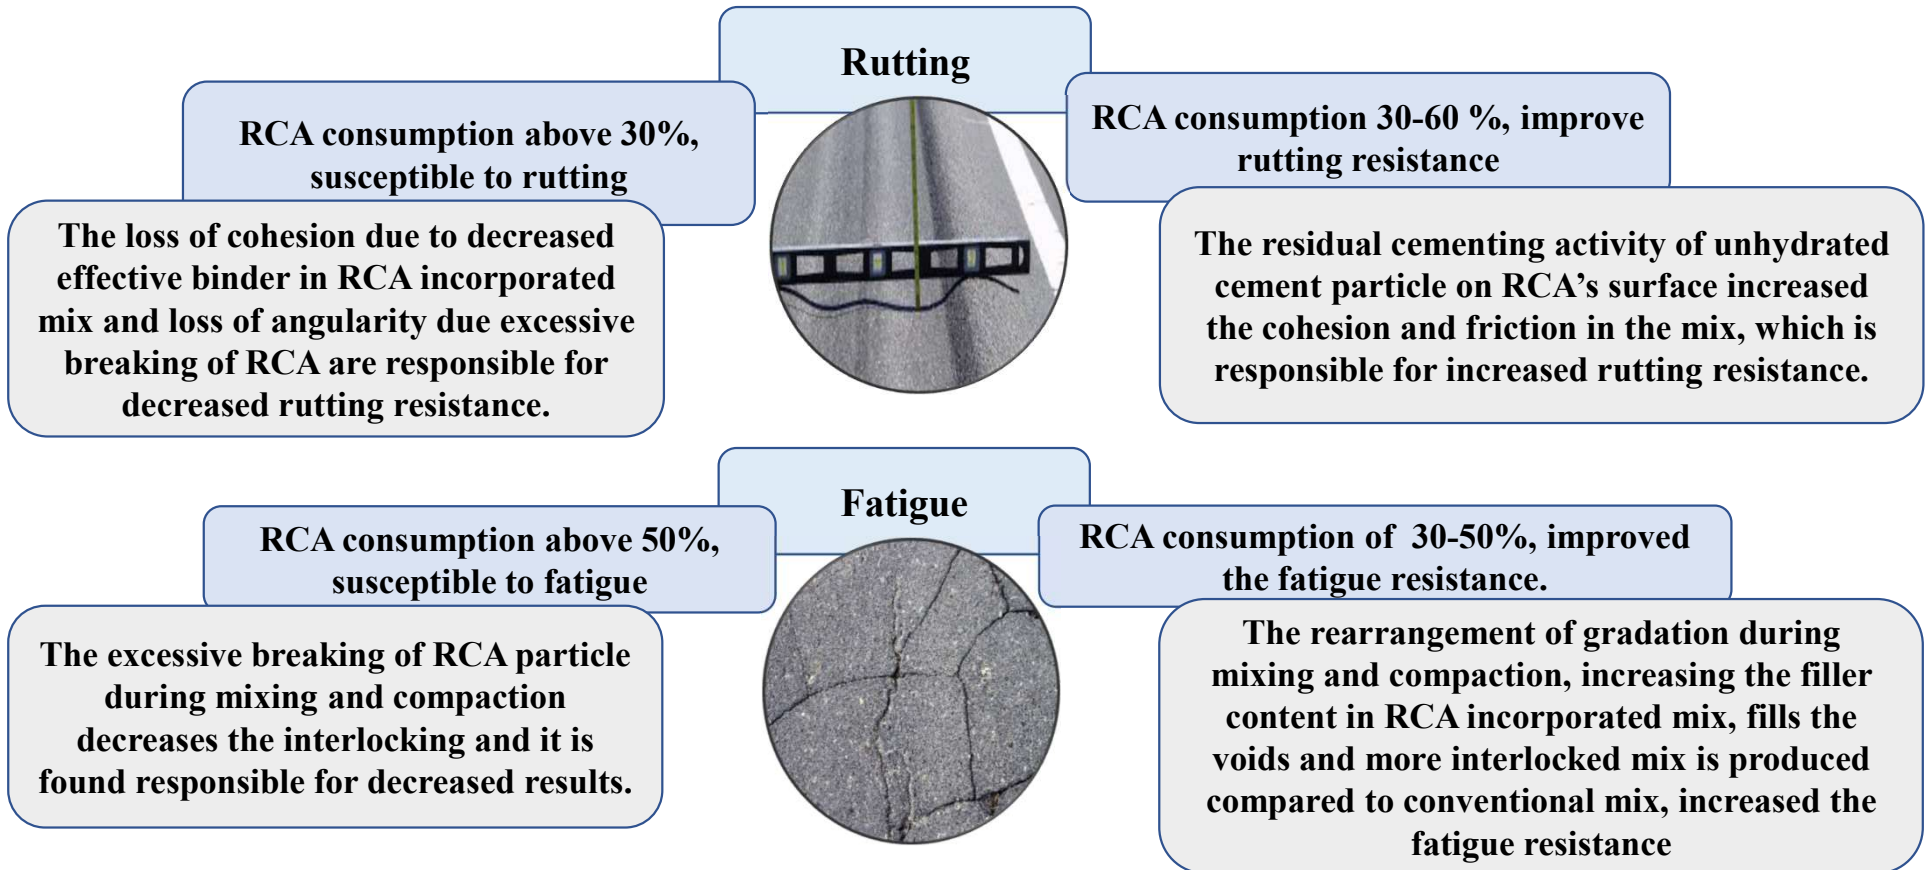 Rutting
RCA consumption above 30%,
susceptible to rutting
The loss of cohesion due to decreased
effective binder in RCA incorporated
mix and loss of angularity due excessive
breaking of RCA are responsible for
decreased rutting resistance.
RCA consumption 30-60 %, improve
rutting resistance
The residual cementing activity of unhydrated
cement particle on RCA’s surface increased
the cohesion and friction in the mix, which is
responsible for increased rutting resistance.
Fatigue
RCA consumption above 50%,
susceptible to fatigue
The excessive breaking of RCA particle
during mixing and compaction
decreases the interlocking and it is
found responsible for decreased results.
RCA consumption of 30-50%, improved
the fatigue resistance.
The rearrangement of gradation during
mixing and compaction, increasing the filler
content in RCA incorporated mix, fills the
voids and more interlocked mix is produced
compared to conventional mix, increased the
fatigue resistance